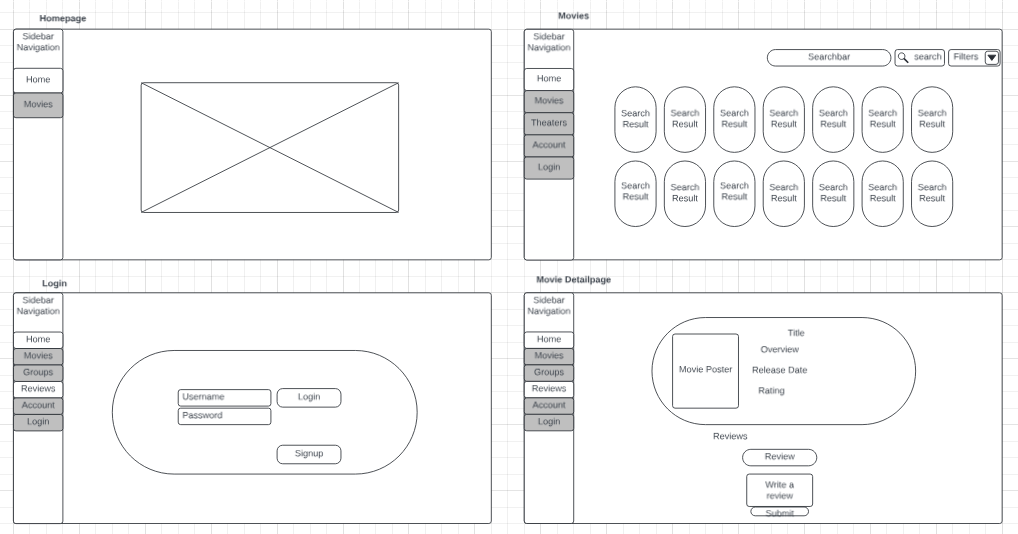 Homepage
Sidebar
Navigation
Home
Movies
Movies
Sidebar
Navigation
Home
Movies
Theaters
Account
Login
Searchbar
search
Filters
Search
Result
Search
Result
Search
Result
Search
Result
Search
Result
Search
Result
Search
Result
Search
Result
Search
Result
Search
Result
Search
Result
Search
Result
Search
Result
Search
Result
Login
Sidebar
Navigation
Home
Movies
Groups
Reviews
Account
Login
Username
Login
Password
Signup
Movie Detailpage
Sidebar
Navigation
Home
Movies
Groups
Reviews
Account
Login
Movie Poster
Title
Overview
Release Date
Rating
Reviews
Review
Write a
review
Submit